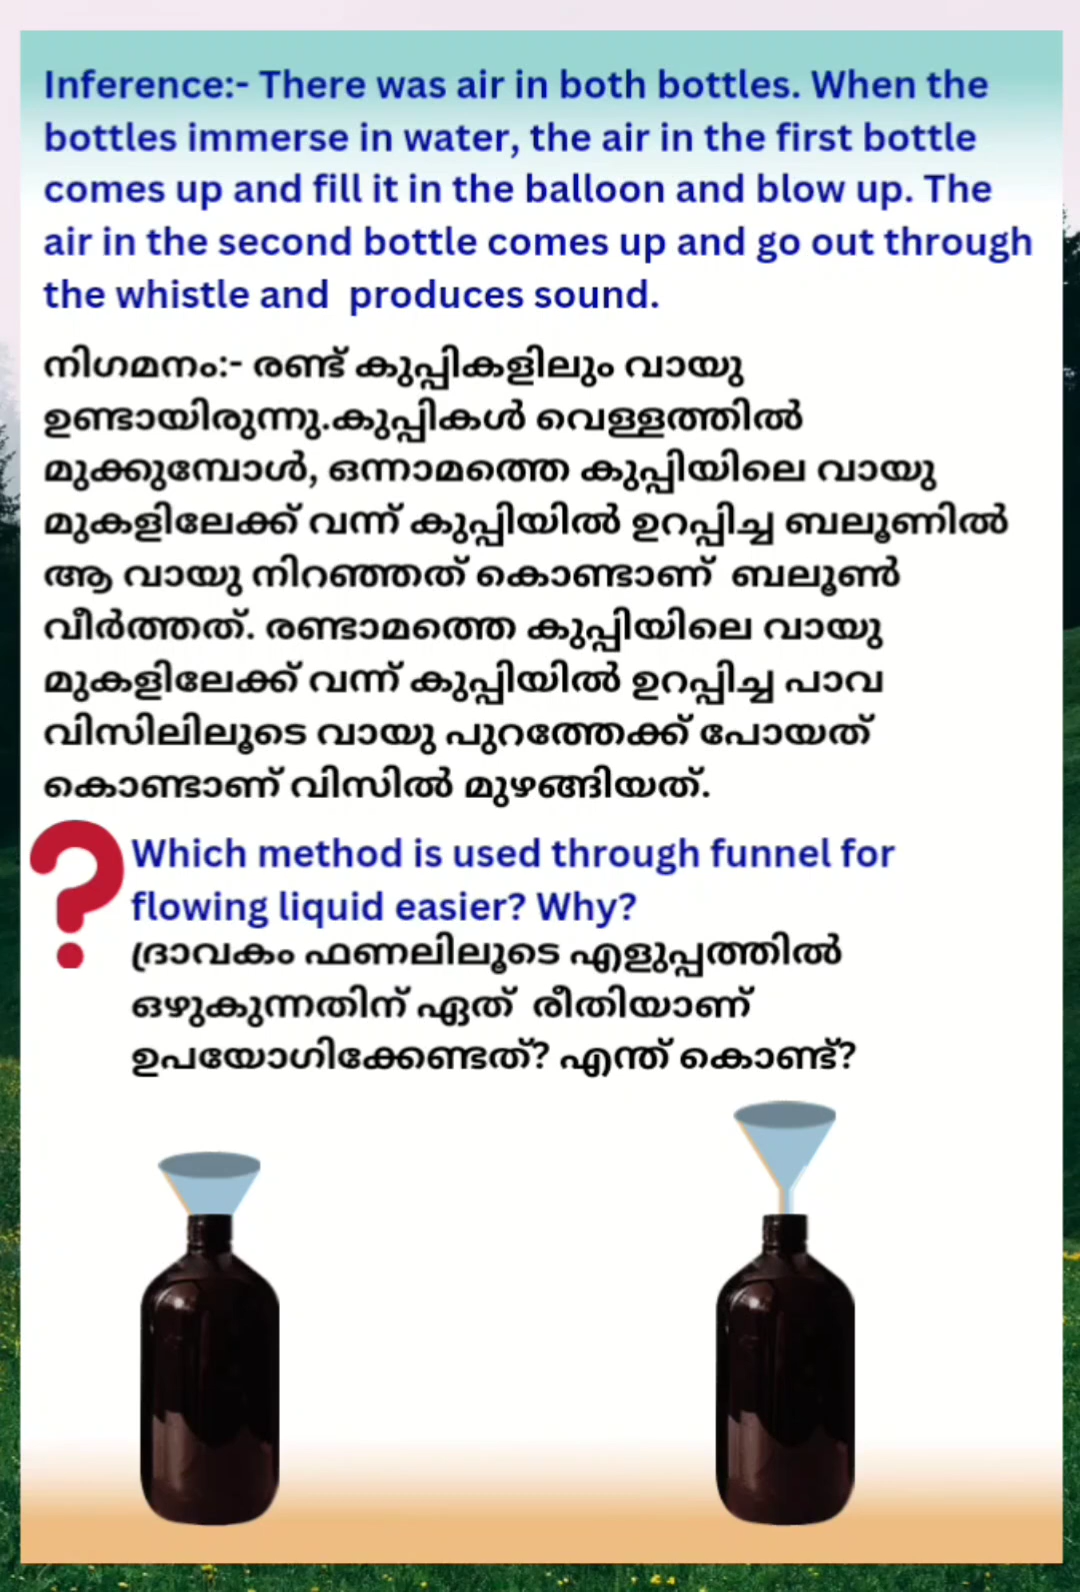 Inference:- There was air in both bottles. When the
bottles immerse in water, the air in the first bottle
comes up and fill it in the balloon and blow up. The
air in the second bottle comes up and go out through
the whistle and  produces sound.
നിഗമനം:- രണ്ട് കുപ്പികളിലും വായു
ഉണ്ടായിരുന്നു.കുപ്പികൾ വെള്ളത്തിൽ
മുക്കുമ്പോൾ, ഒന്നാമത്തെ കുപ്പിയിലെ വായു
മുകളിലേക്ക് വന്ന് കുപ്പിയിൽ ഉറപ്പിച്ച ബലൂണിൽ
ആ വായു നിറഞ്ഞത് കൊണ്ടാണ്  ബലൂൺ
വീർത്തത്. രണ്ടാമത്തെ കുപ്പിയിലെ വായു
മുകളിലേക്ക് വന്ന് കുപ്പിയിൽ ഉറപ്പിച്ച പാവ
വിസിലിലൂടെ വായു പുറത്തേക്ക് പോയത്
കൊണ്ടാണ് വിസിൽ മുഴങ്ങിയത്.
? Which method is used through funnel for
flowing liquid easier? Why?
ദ്രാവകം ഫണലിലൂടെ എളുപ്പത്തിൽ
ഒഴുകുന്നതിന് ഏത്  രീതിയാണ്
ഉപയോഗിക്കേണ്ടത്? എന്ത് കൊണ്ട്?